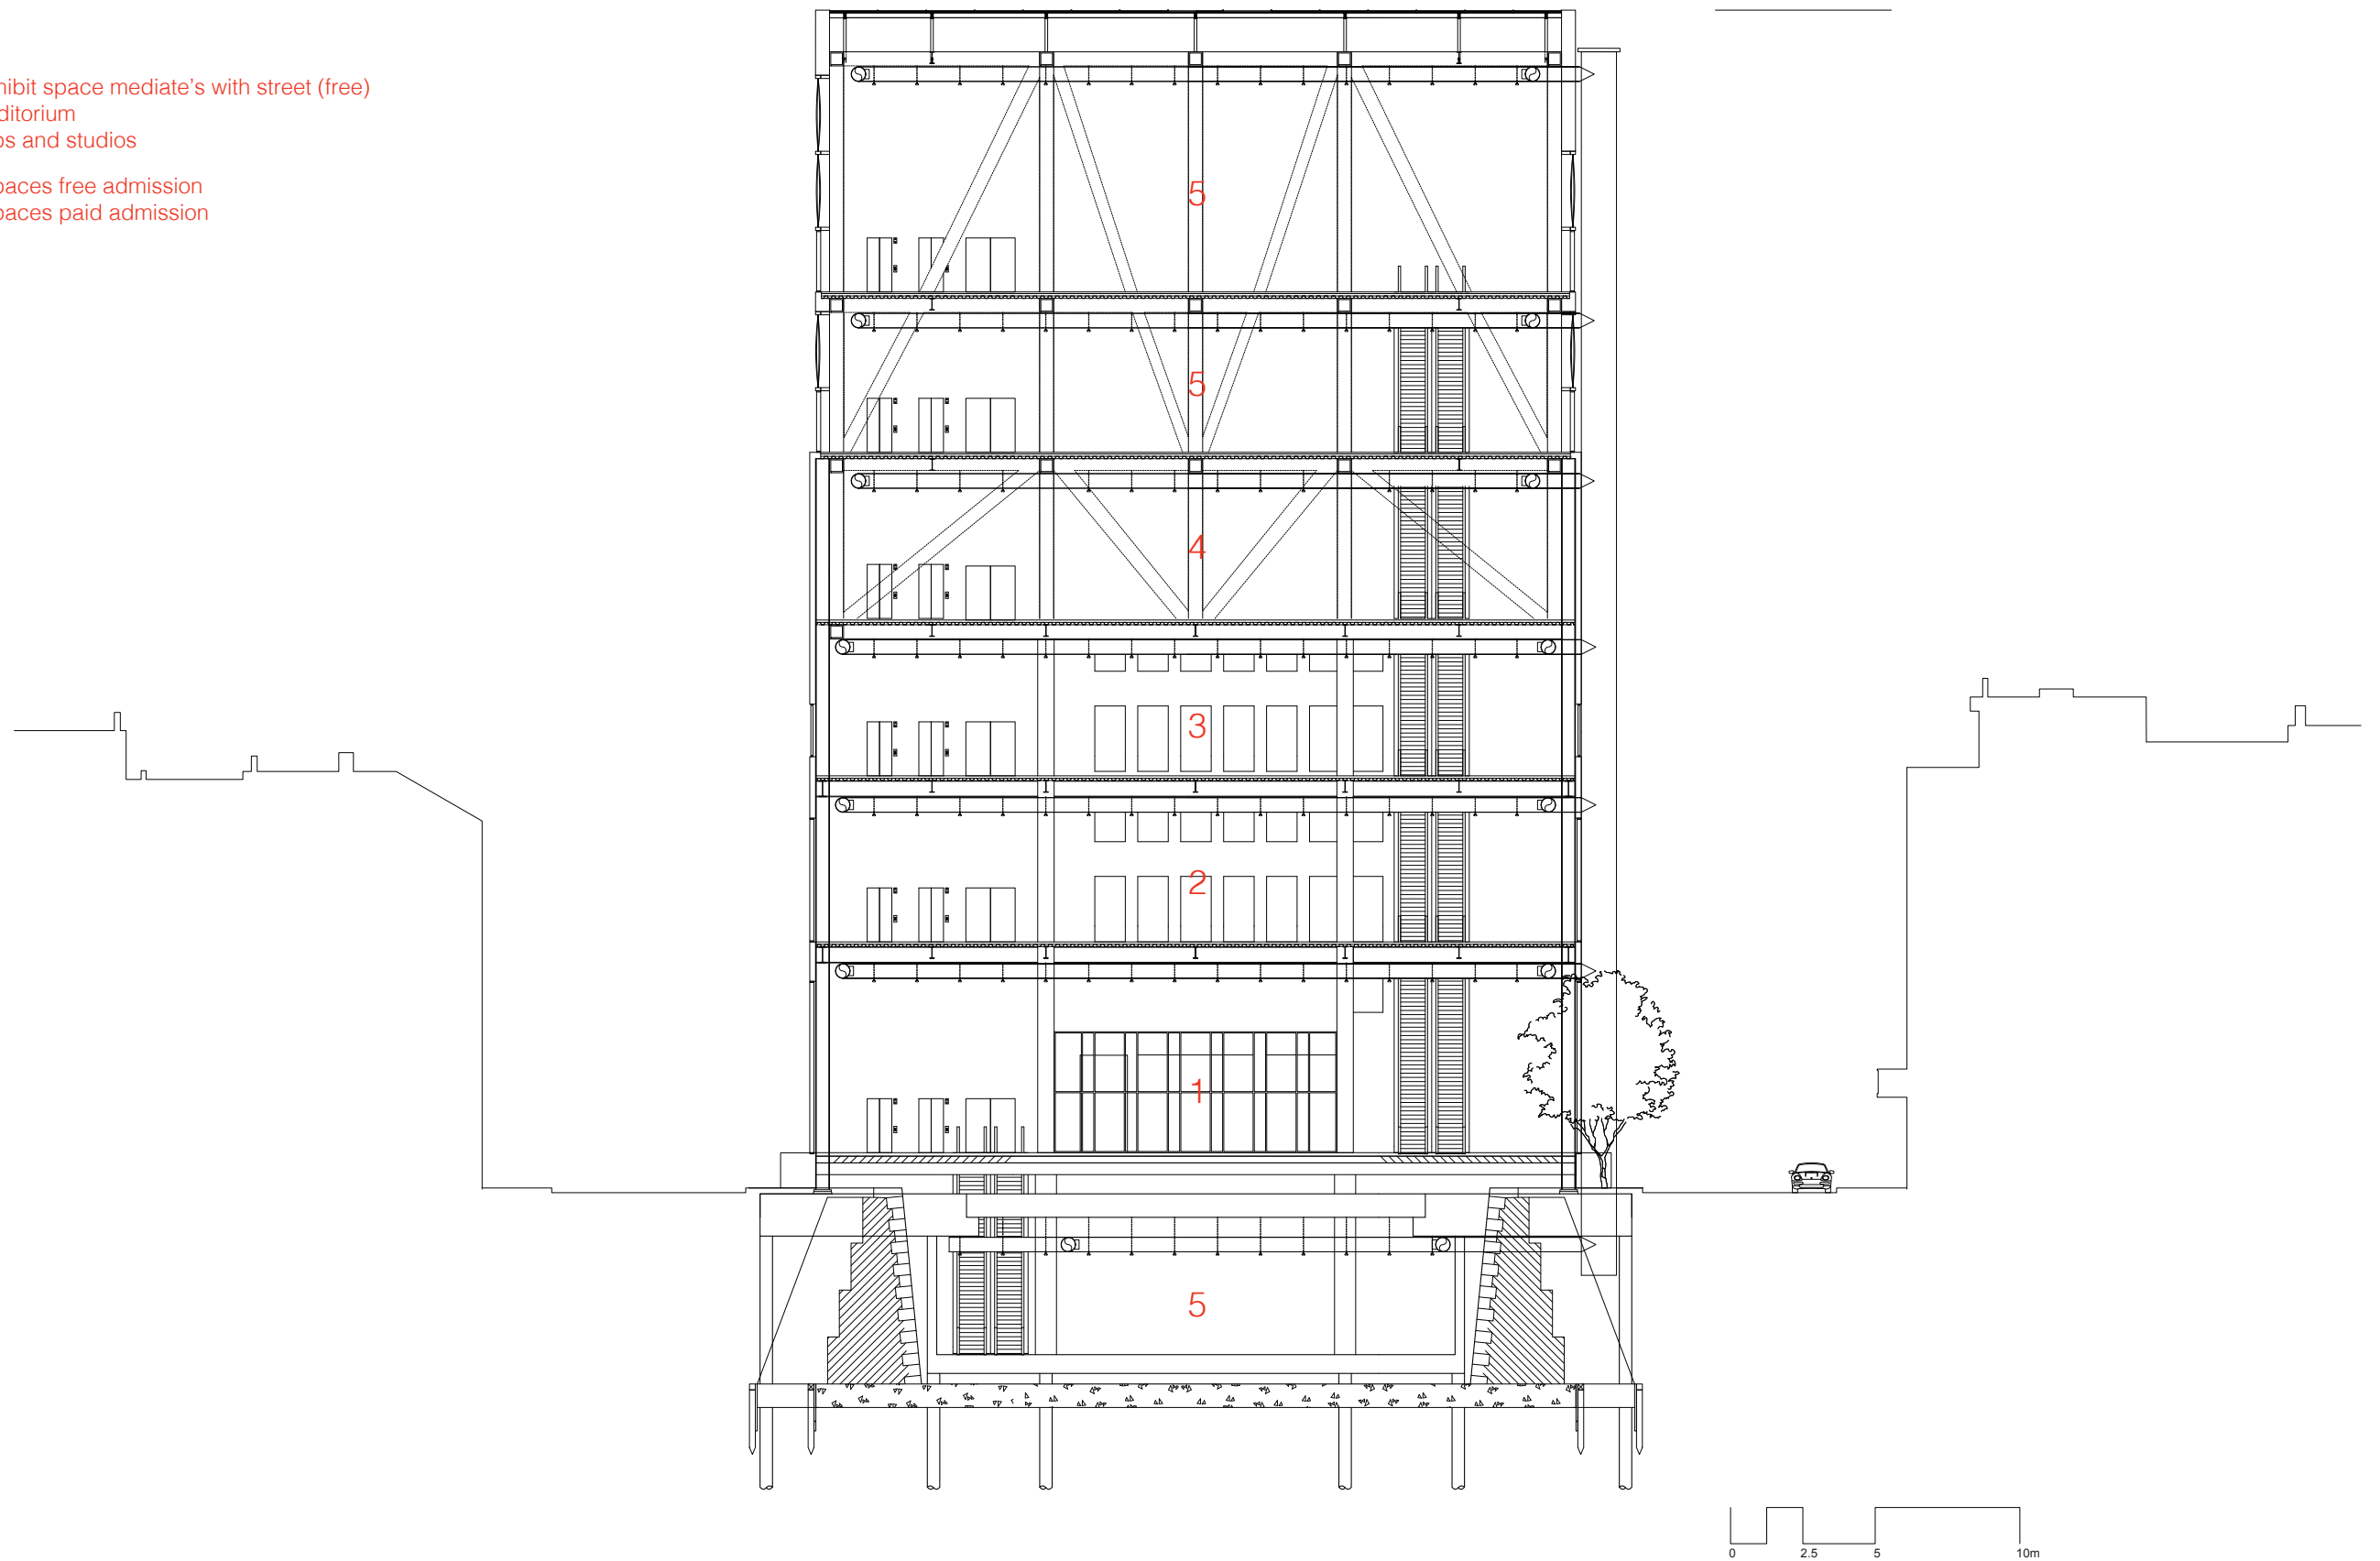 hibit space mediate's with street (free)
ditorium
os and studios
paces free admission
paces paid admission
5
5
4
3
2
1
5
0 2.5 5 10m